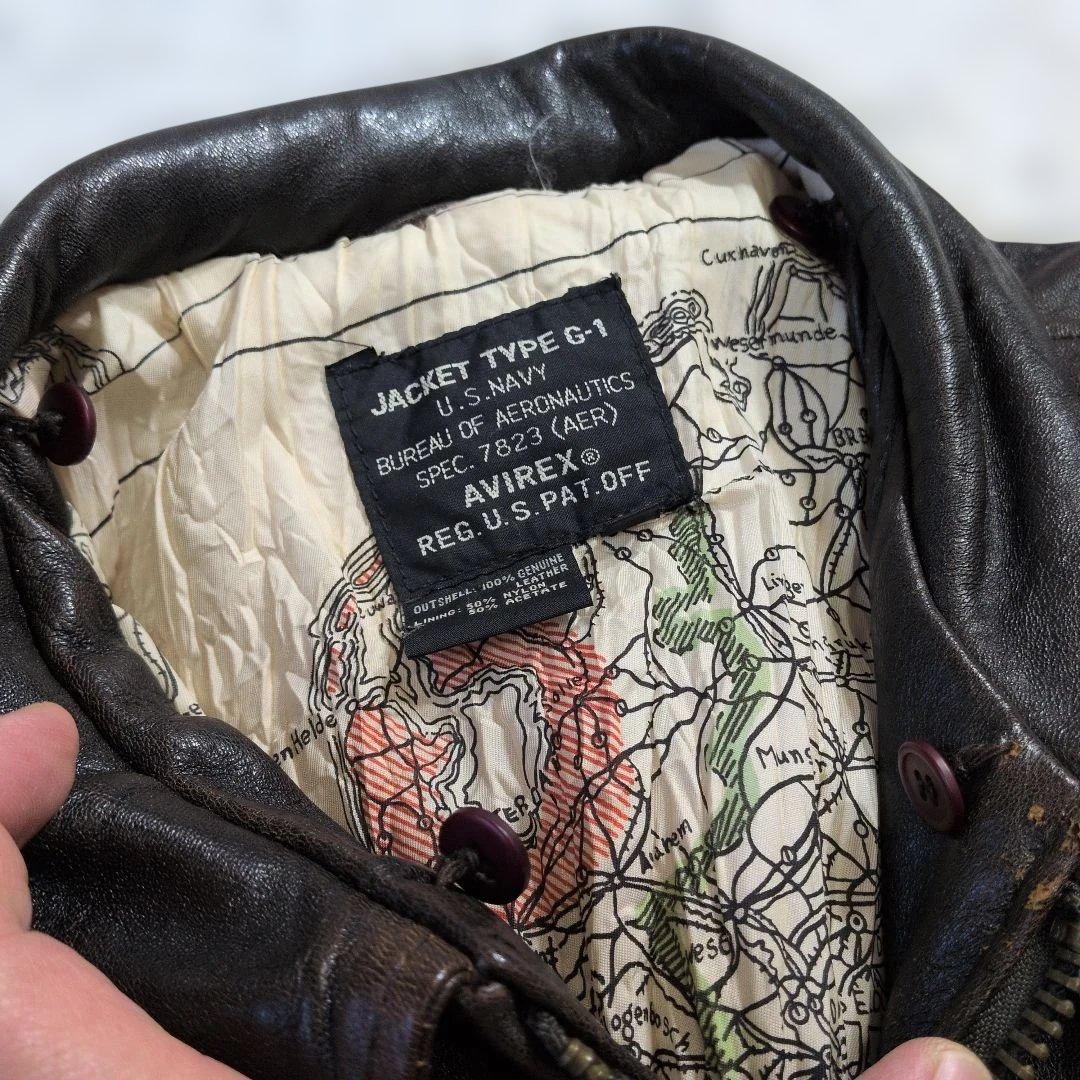 JACKET TYPE G-1
U.S. NAVY
BUREAU OF AERONAUTICS
SPEC. 7823 (AER)
AVIREX®
REG. U.S. PAT. OFF
OUTSHELL: 100% GENUINE
LEATHER
LINING: 50% NYLON
50% ACETATE
Cuxhaven
Wesermunde
Muns